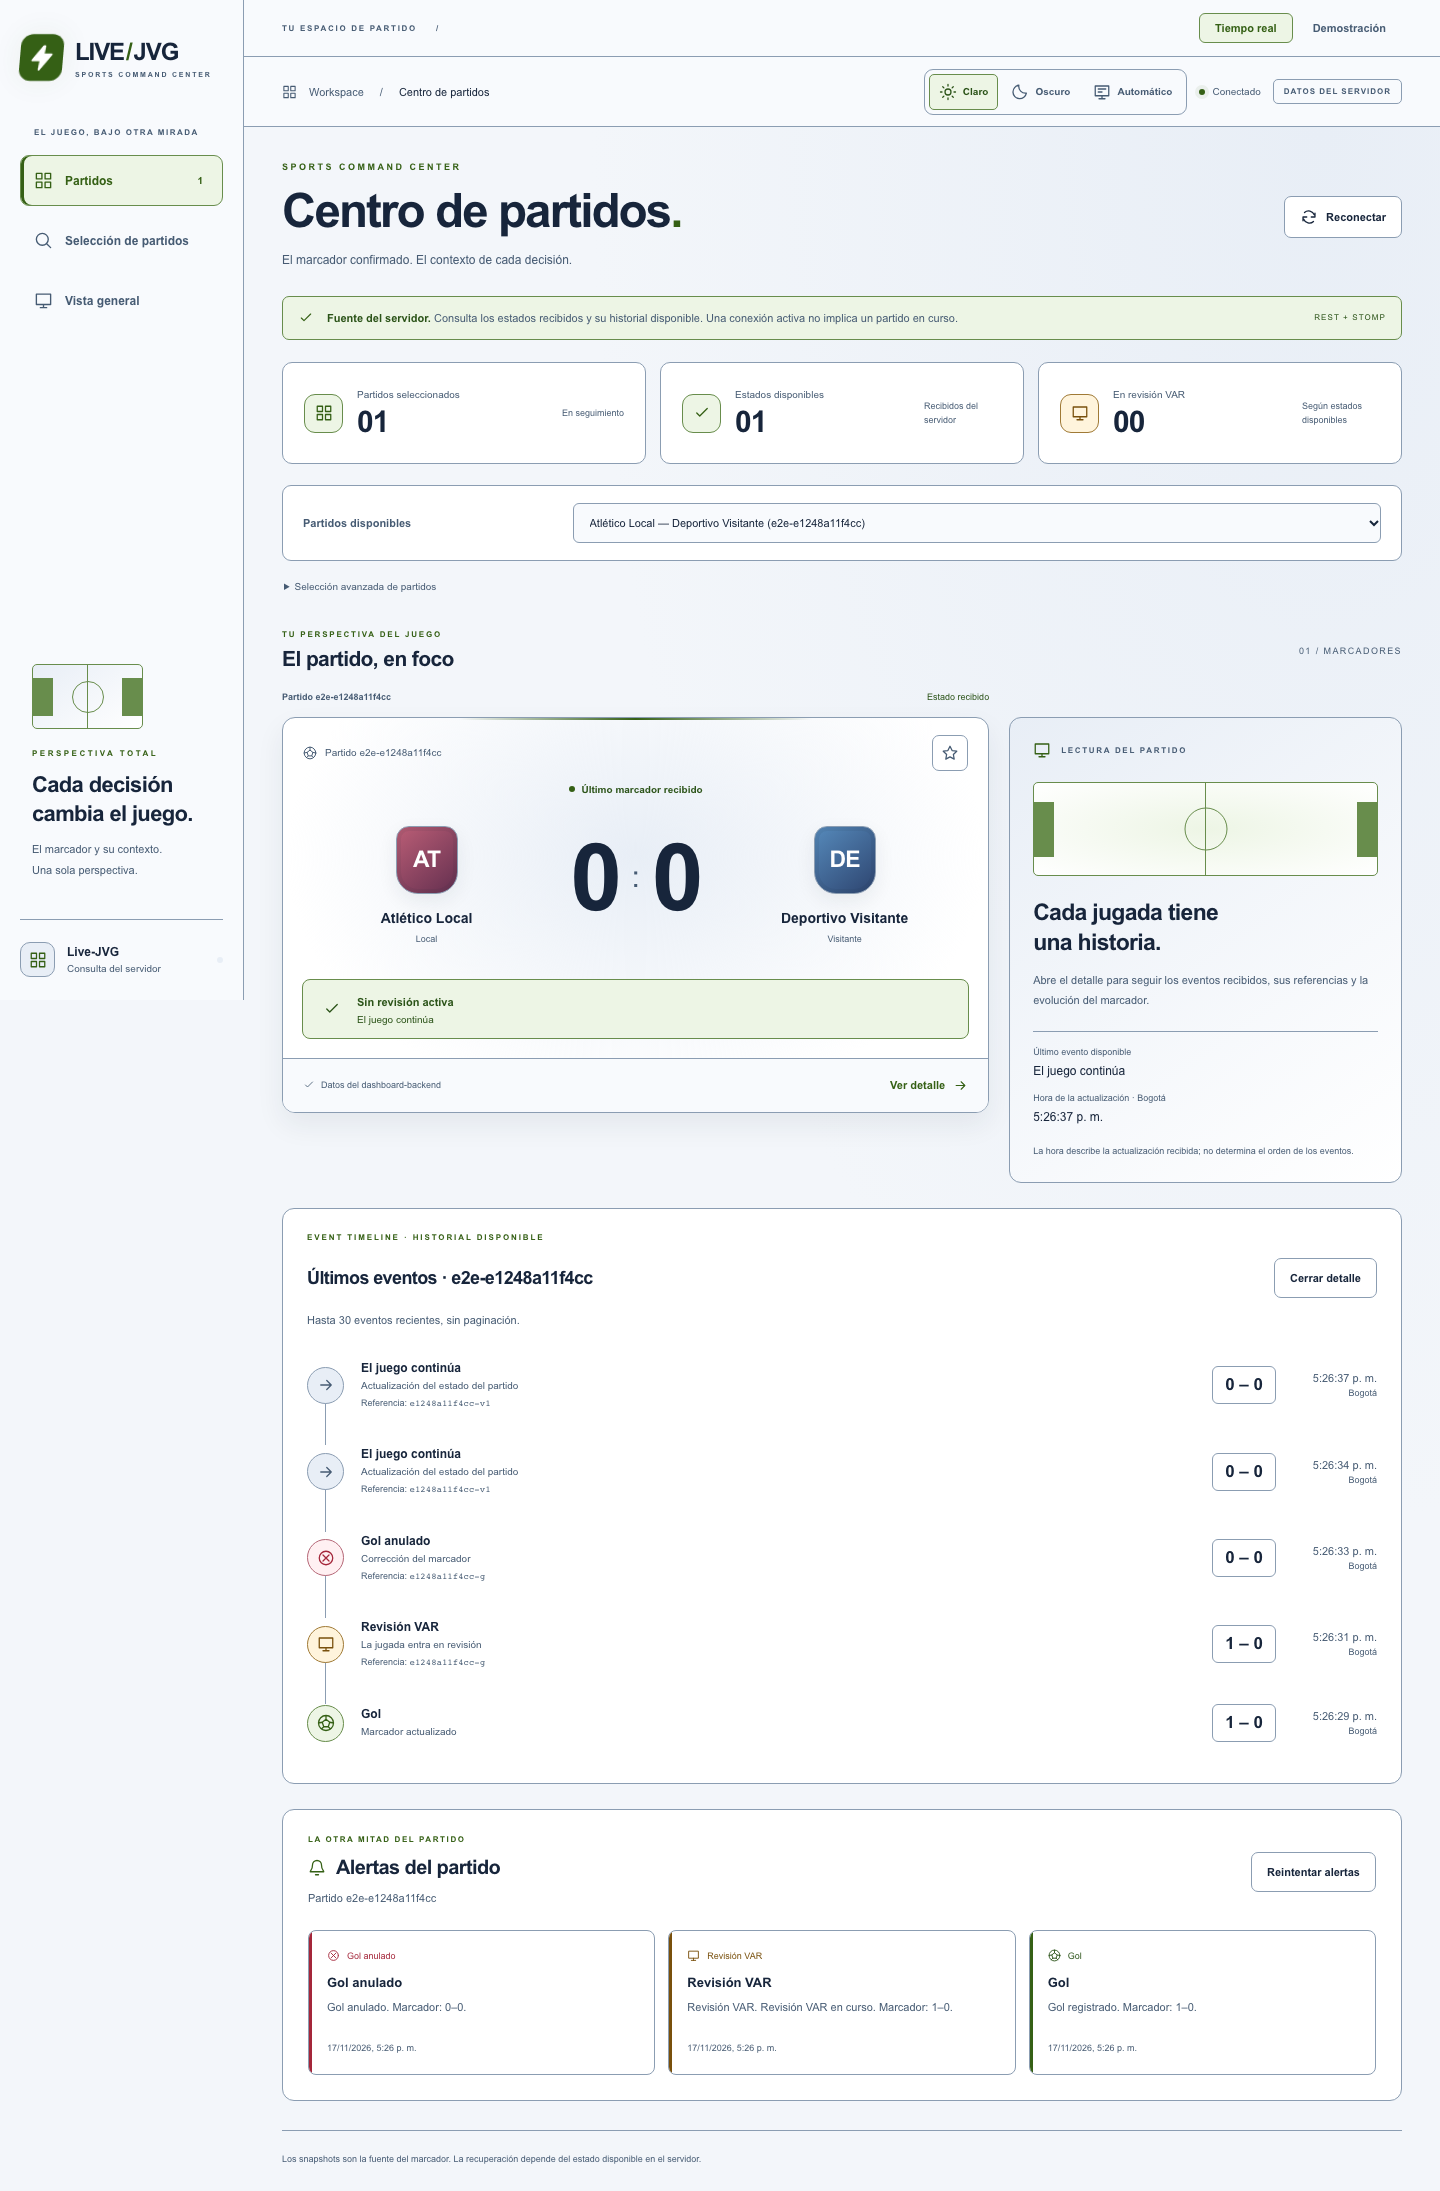 LIVE/JVG
SPORTS COMMAND CENTER
EL JUEGO, BAJO OTRA MIRADA
Partidos 1
Selección de partidos
Vista general
PERSPECTIVA TOTAL
Cada decisión
cambia el juego.
El marcador y su contexto.
Una sola perspectiva.
Live-JVG
Consulta del servidor
TU ESPACIO DE PARTIDO /
Tiempo real
Demostración
Workspace / Centro de partidos
Claro
Oscuro
Automático
Conectado
DATOS DEL SERVIDOR
SPORTS COMMAND CENTER
Centro de partidos.
El marcador confirmado. El contexto de cada decisión.
Reconectar
Fuente del servidor. Consulta los estados recibidos y su historial disponible. Una conexión activa no implica un partido en curso.
REST + STOMP
Partidos seleccionados
01
En seguimiento
Estados disponibles
01
Recibidos del
servidor
En revisión VAR
00
Según estados
disponibles
Partidos disponibles
Atlético Local — Deportivo Visitante (e2e-e1248a11f4cc)
Selección avanzada de partidos
TU PERSPECTIVA DEL JUEGO
El partido, en foco
01 / MARCADORES
Partido e2e-e1248a11f4cc
Estado recibido
Partido e2e-e1248a11f4cc
Último marcador recibido
AT
0 : 0
DE
Atlético Local
Local
Deportivo Visitante
Visitante
Sin revisión activa
El juego continúa
Datos del dashboard-backend
Ver detalle
LECTURA DEL PARTIDO
Cada jugada tiene
una historia.
Abre el detalle para seguir los eventos recibidos, sus referencias y la
evolución del marcador.
Último evento disponible
El juego continúa
Hora de la actualización · Bogotá
5:26:37 p. m.
La hora describe la actualización recibida; no determina el orden de los eventos.
EVENT TIMELINE · HISTORIAL DISPONIBLE
Últimos eventos · e2e-e1248a11f4cc
Cerrar detalle
Hasta 30 eventos recientes, sin paginación.
El juego continúa
Actualización del estado del partido
Referencia: e1248a11f4cc-v1
0 – 0
5:26:37 p. m.
Bogotá
El juego continúa
Actualización del estado del partido
Referencia: e1248a11f4cc-v1
0 – 0
5:26:34 p. m.
Bogotá
Gol anulado
Corrección del marcador
Referencia: e1248a11f4cc-g
0 – 0
5:26:33 p. m.
Bogotá
Revisión VAR
La jugada entra en revisión
Referencia: e1248a11f4cc-g
1 – 0
5:26:31 p. m.
Bogotá
Gol
Marcador actualizado
1 – 0
5:26:29 p. m.
Bogotá
LA OTRA MITAD DEL PARTIDO
Alertas del partido
Partido e2e-e1248a11f4cc
Reintentar alertas
Gol anulado
Gol anulado
Gol anulado. Marcador: 0–0.
17/11/2026, 5:26 p. m.
Revisión VAR
Revisión VAR
Revisión VAR. Revisión VAR en curso. Marcador: 1–0.
17/11/2026, 5:26 p. m.
Gol
Gol
Gol registrado. Marcador: 1–0.
17/11/2026, 5:26 p. m.
Los snapshots son la fuente del marcador. La recuperación depende del estado disponible en el servidor.